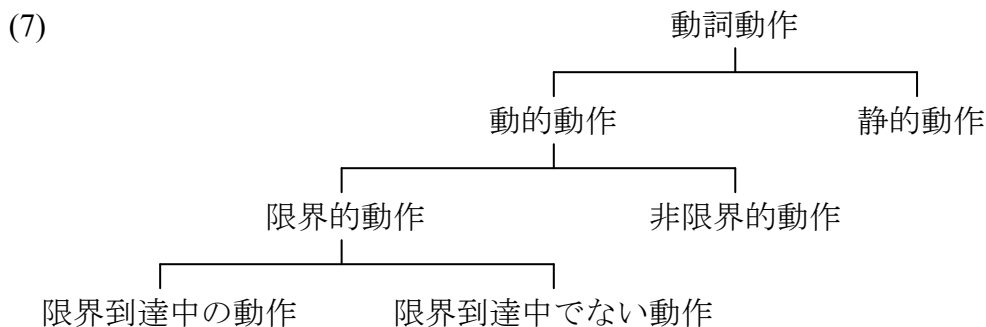 (7) 動詞動作
動的動作 静的動作
限界的動作 非限界的動作
限界到達中の動作 限界到達中でない動作